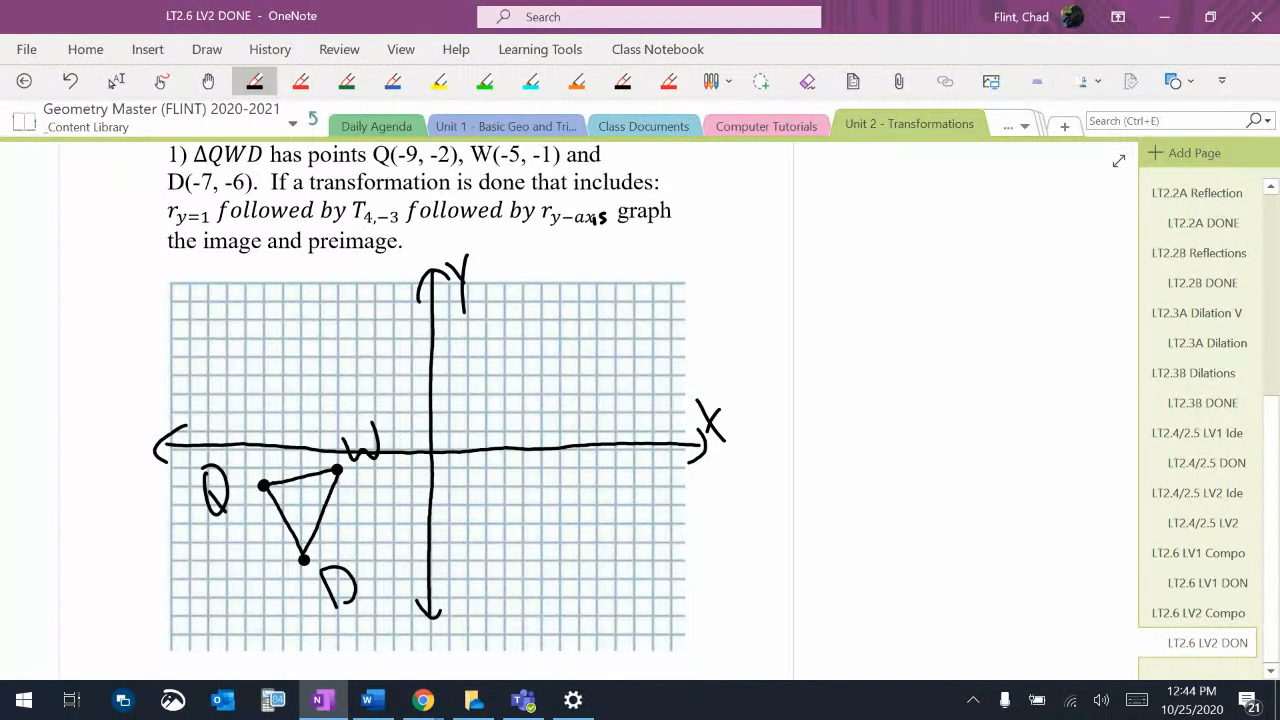 LT2.6 LV2 DONE - OneNote
Search
Flint, Chad
File Home Insert Draw History Review View Help Learning Tools Class Notebook
Geometry Master (FLINT) 2020-2021
_Content Library
Daily Agenda
Unit 1 - Basic Geo and Tri...
Class Documents
Computer Tutorials
Unit 2 - Transformations
...
Search (Ctrl+E)
1) ΔQWD has points Q(-9, -2), W(-5, -1) and
D(-7, -6). If a transformation is done that includes:
r_{y=1} followed by T_{4,-3} followed by r_{y-axis} graph
the image and preimage.
Y
X
W
Q
D
Add Page
LT2.2A Reflection
LT2.2A DONE
LT2.2B Reflections
LT2.2B DONE
LT2.3A Dilation V
LT2.3A Dilation
LT2.3B Dilations
LT2.3B DONE
LT2.4/2.5 LV1 Ide
LT2.4/2.5 DON
LT2.4/2.5 LV2 Ide
LT2.4/2.5 LV2
LT2.6 LV1 Compo
LT2.6 LV1 DON
LT2.6 LV2 Compo
LT2.6 LV2 DON
12:44 PM
10/25/2020
21